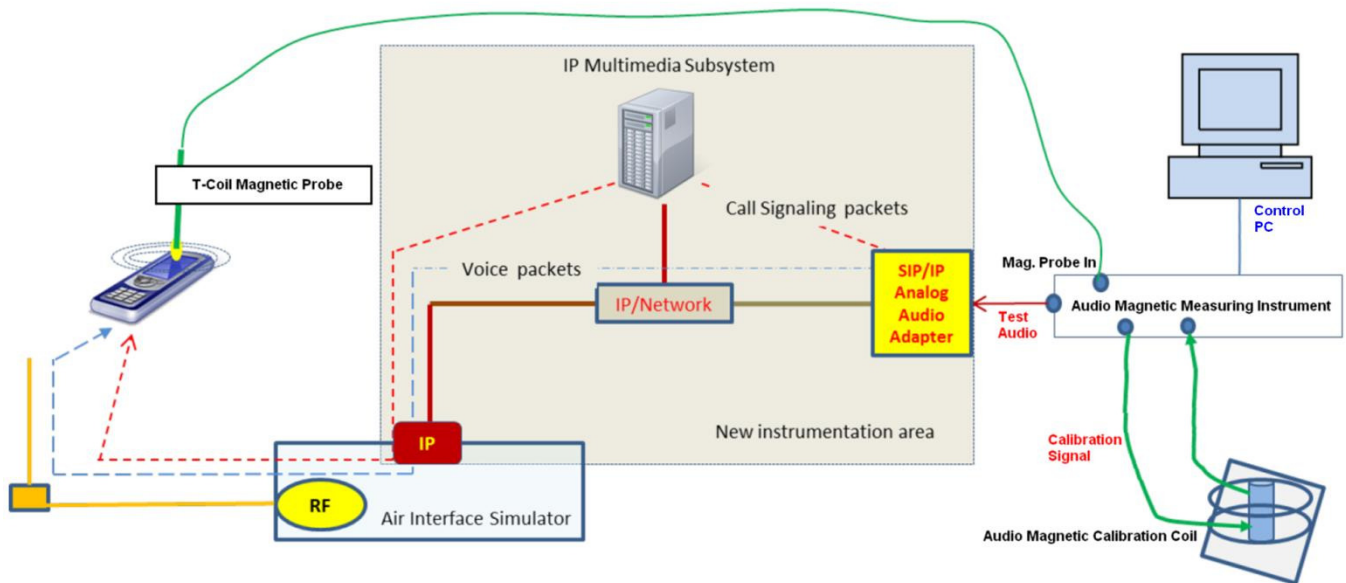 IP Multimedia Subsystem
T-Coil Magnetic Probe
Call Signaling packets
Control
PC
Voice packets
SIP/IP
Analog
Audio
Adapter
Mag. Probe In
IP/Network
Test
Audio
Audio Magnetic Measuring Instrument
IP
New instrumentation area
Calibration
Signal
RF
Air Interface Simulator
Audio Magnetic Calibration Coil